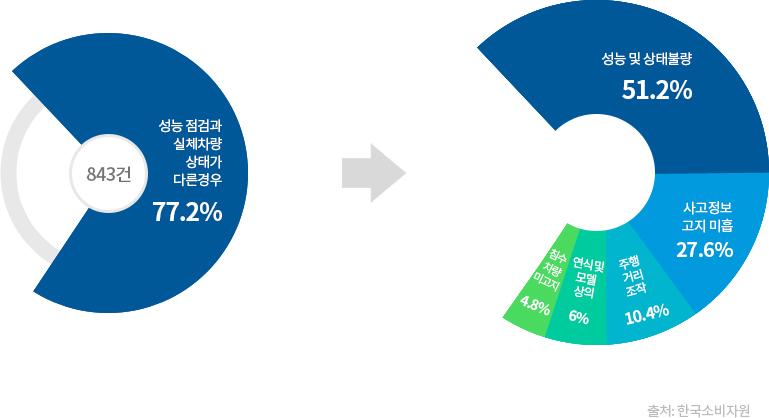 843건
성능 점검과
실체차량
상태가
다른경우
77.2%
성능 및 상태불량
51.2%
사고정보
고지 미흡
27.6%
주행
거리
조작
10.4%
연식 및
모델
상의
6%
침수
차량
미고지
4.8%
출처: 한국소비자원